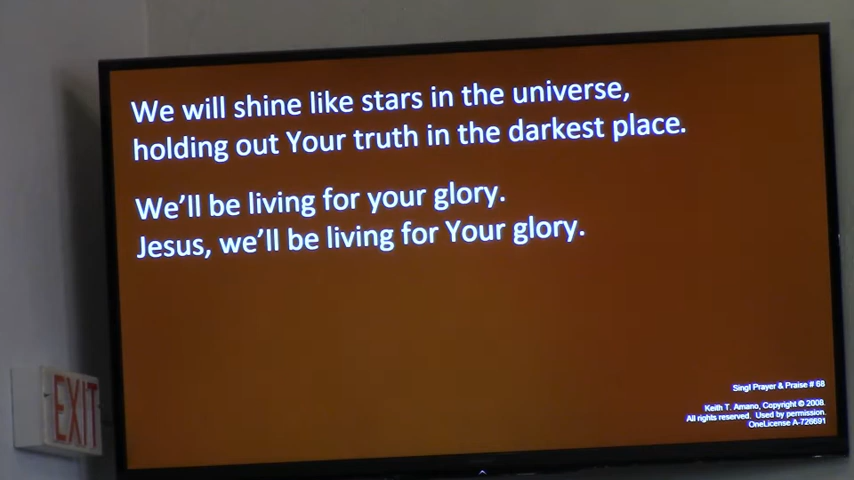 We will shine like stars in the universe,
holding out Your truth in the darkest place.
We'll be living for your glory.
Jesus, we'll be living for Your glory.
Sing! Prayer & Praise # 68
Keith T. Amano, Copyright © 2008.
All rights reserved. Used by permission.
OneLicense A-726691
EXIT